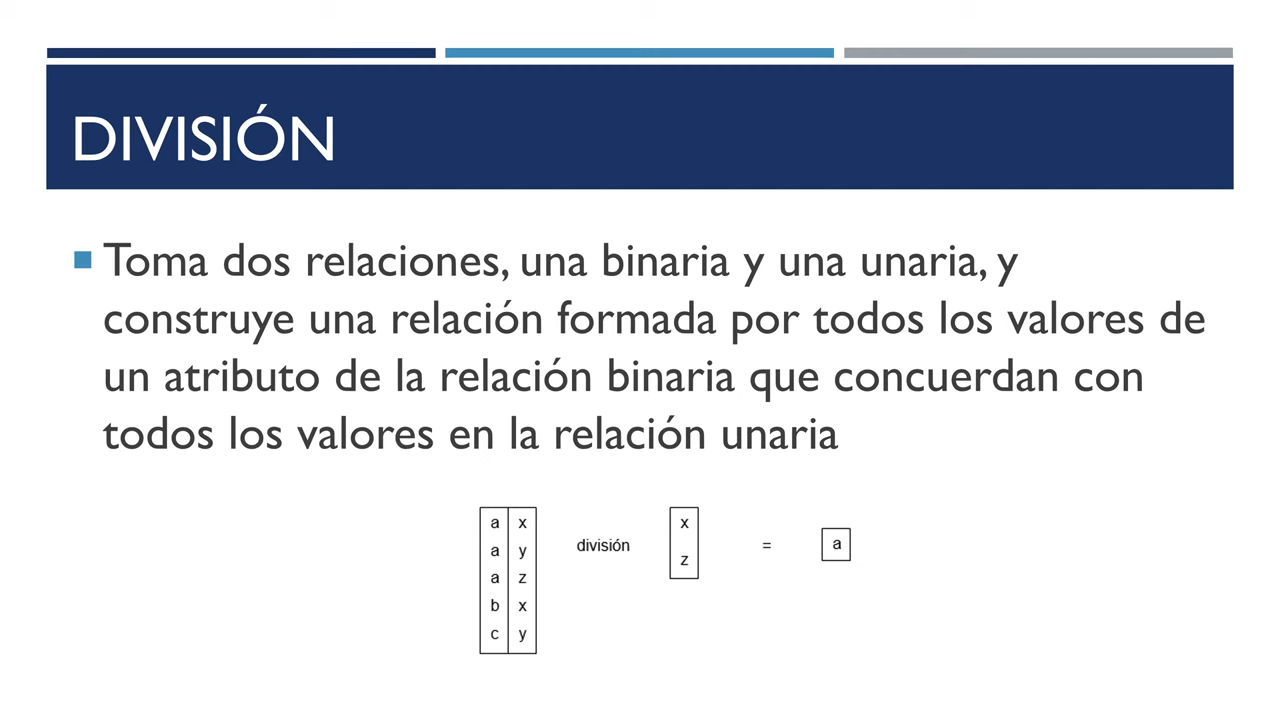 DIVISIÓN
Toma dos relaciones, una binaria y una unaria, y
construye una relación formada por todos los valores de
un atributo de la relación binaria que concuerdan con
todos los valores en la relación unaria
a x
a y
a z
b x
c y
división
x
z
=
a